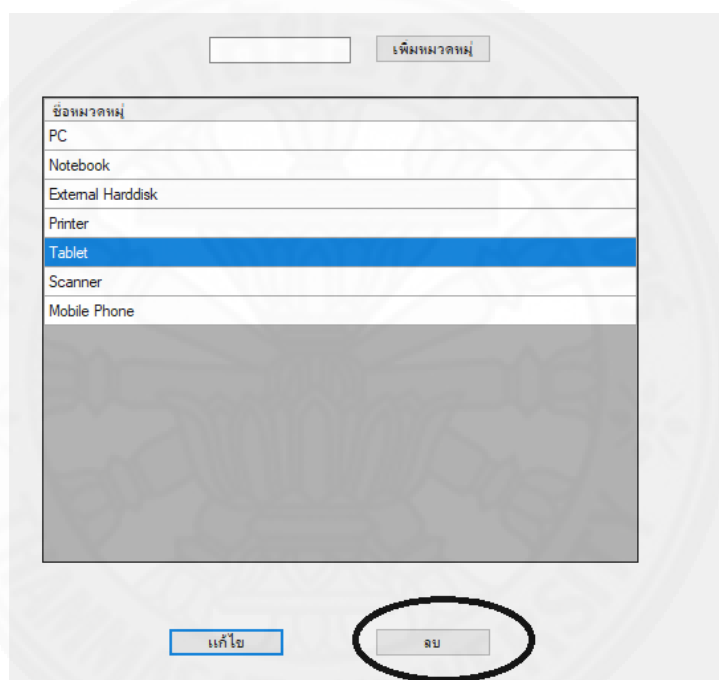 เพิ่มหมวดหมู่
ชื่อหมวดหมู่
PC
Notebook
External Harddisk
Printer
Tablet
Scanner
Mobile Phone
แก้ไข
ลบ